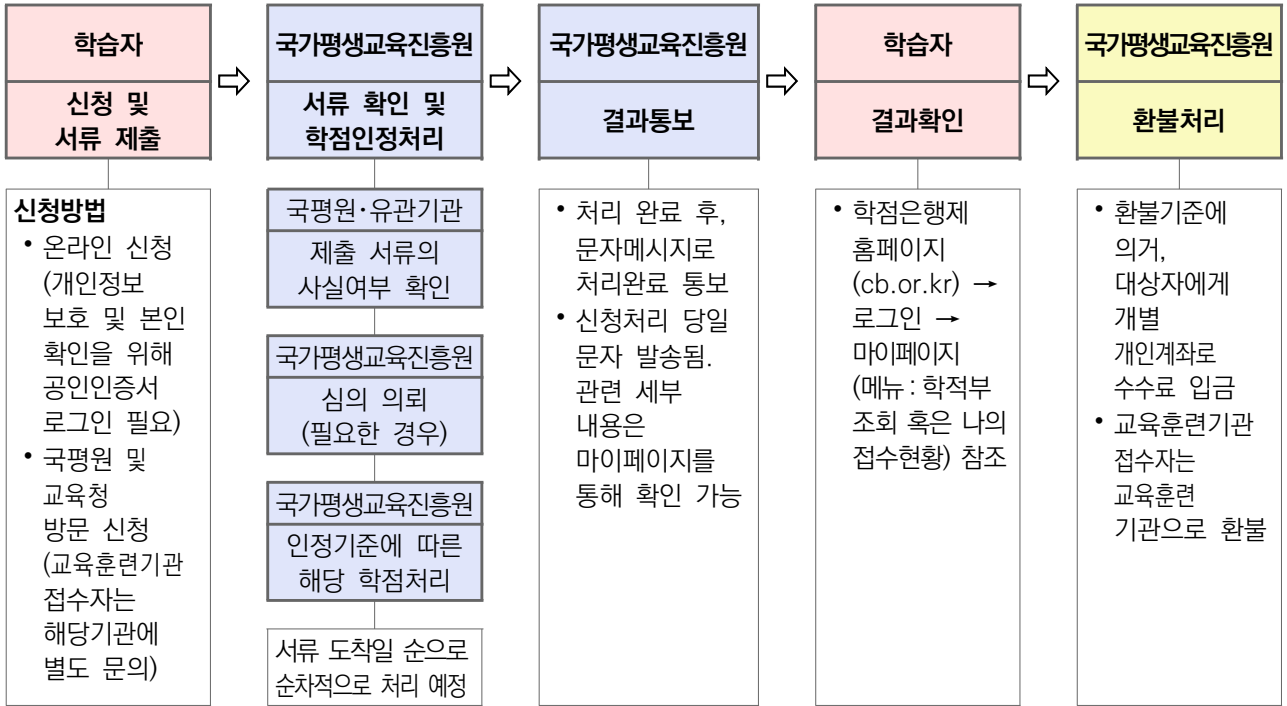 학습자
신청 및
서류 제출
국가평생교육진흥원
서류 확인 및
학점인정처리
국가평생교육진흥원
결과통보
학습자
결과확인
국가평생교육진흥원
환불처리
신청방법
• 온라인 신청
(개인정보
보호 및 본인
확인을 위해
공인인증서
로그인 필요)
• 국평원 및
교육청
방문 신청
(교육훈련기관
접수자는
해당기관에
별도 문의)
국평원·유관기관
제출 서류의
사실여부 확인
국가평생교육진흥원
심의 의뢰
(필요한 경우)
국가평생교육진흥원
인정기준에 따른
해당 학점처리
서류 도착일 순으로
순차적으로 처리 예정
• 처리 완료 후,
문자메시지로
처리완료 통보
• 신청처리 당일
문자 발송됨.
관련 세부
내용은
마이페이지를
통해 확인 가능
• 학점은행제
홈페이지
(cb.or.kr) →
로그인 →
마이페이지
(메뉴 : 학적부
조회 혹은 나의
접수현황) 참조
• 환불기준에
의거,
대상자에게
개별
개인계좌로
수수료 입금
• 교육훈련기관
접수자는
교육훈련
기관으로 환불